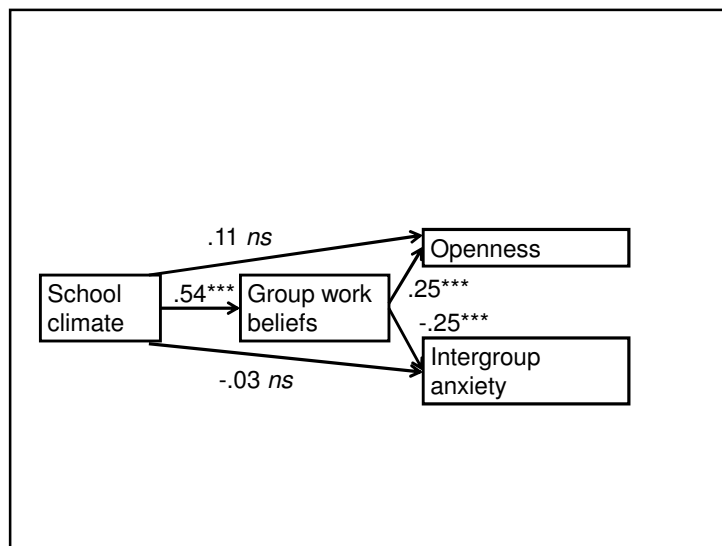 .11 ns
Openness
School
climate
.54***
Group work
beliefs
.25***
-.25***
Intergroup
anxiety
-.03 ns